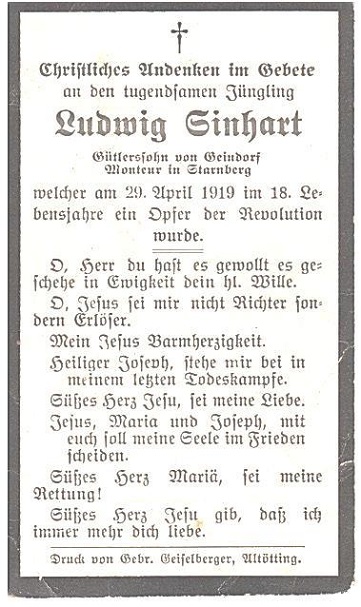 Christliches Andenken im Gebete
an den tugendsamen Jüngling
Ludwig Sinhart
Gütlerssohn von Geindorf
Monteur in Starnberg
welcher am 29. April 1919 im 18. Le-
bensjahre ein Opfer der Revolution
wurde.
O, Herr du hast es gewollt es ge-
schehe in Ewigkeit dein hl. Wille.
O, Jesus sei mir nicht Richter son-
dern Erlöser.
Mein Jesus Barmherzigkeit.
Heiliger Joseph, stehe mir bei in
meinem letzten Todeskampfe.
Süßes Herz Jesu, sei meine Liebe.
Jesus, Maria und Joseph, mit
euch soll meine Seele im Frieden
scheiden.
Süßes Herz Mariä, sei meine
Rettung!
Süßes Herz Jesu gib, daß ich
immer mehr dich liebe.
Druck von Gebr. Geiselberger, Altötting.